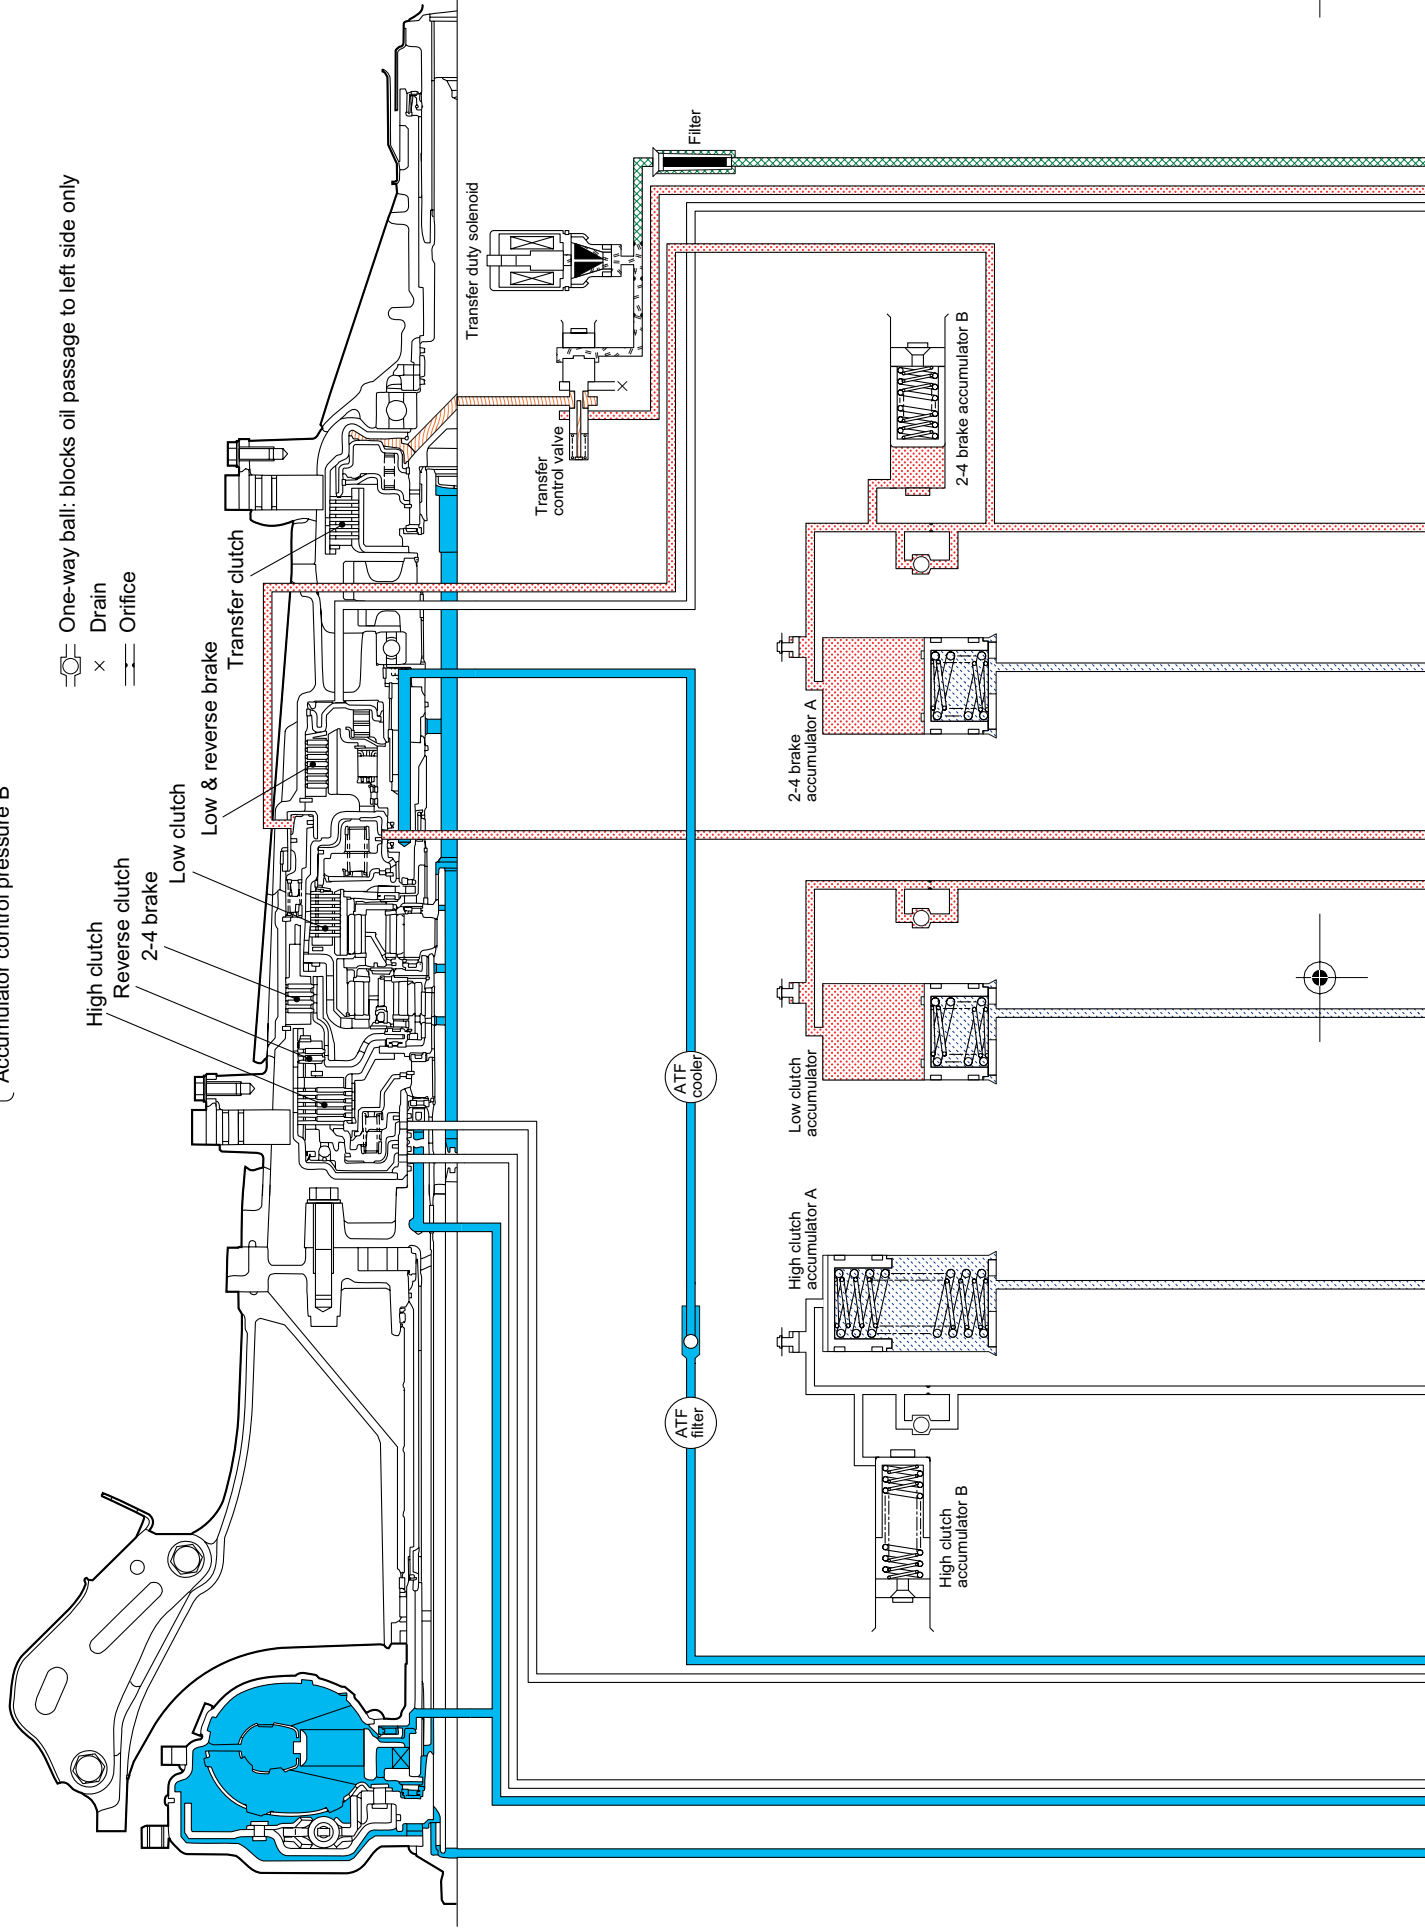 Accumulator control pressure B
One-way ball: blocks oil passage to left side only
Drain
Orifice
High clutch
Reverse clutch
2-4 brake
Low clutch
Low & reverse brake
Transfer clutch
Transfer duty solenoid
Filter
Transfer
control valve
2-4 brake accumulator B
2-4 brake
accumulator A
Low clutch
accumulator
High clutch
accumulator A
High clutch
accumulator B
ATF
cooler
ATF
filter